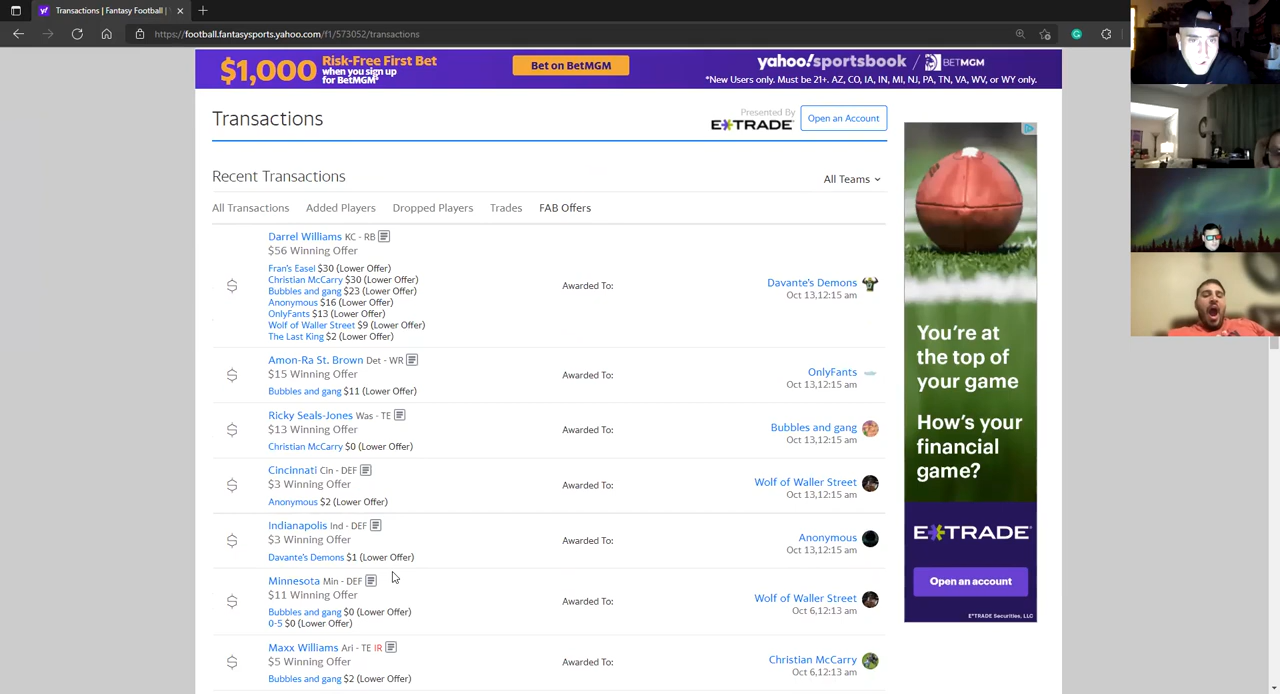 Transactions | Fantasy Football |
https://football.fantasysports.yahoo.com/f1/573052/transactions
$1,000 Risk-Free First Bet
when you sign up
for BetMGM*
Bet on BetMGM
yahoo!sportsbook / BETMGM
*New Users only. Must be 21+. AZ, CO, IA, IN, MI, NJ, PA, TN, VA, WV, or WY only.
Transactions
Presented By
E*TRADE
Open an Account
Recent Transactions
All Teams
All Transactions Added Players Dropped Players Trades FAB Offers
Darrel Williams KC - RB
$56 Winning Offer
Fran's Easel $30 (Lower Offer)
Christian McCarry $30 (Lower Offer)
Bubbles and gang $23 (Lower Offer)
Anonymous $16 (Lower Offer)
OnlyFants $13 (Lower Offer)
Wolf of Waller Street $9 (Lower Offer)
The Last King $2 (Lower Offer)
Awarded To:
Davante's Demons
Oct 13,12:15 am
Amon-Ra St. Brown Det - WR
$15 Winning Offer
Bubbles and gang $11 (Lower Offer)
Awarded To:
OnlyFants
Oct 13,12:15 am
Ricky Seals-Jones Was - TE
$13 Winning Offer
Christian McCarry $0 (Lower Offer)
Awarded To:
Bubbles and gang
Oct 13,12:15 am
Cincinnati Cin - DEF
$3 Winning Offer
Anonymous $2 (Lower Offer)
Awarded To:
Wolf of Waller Street
Oct 13,12:15 am
Indianapolis Ind - DEF
$3 Winning Offer
Davante's Demons $1 (Lower Offer)
Awarded To:
Anonymous
Oct 13,12:15 am
Minnesota Min - DEF
$11 Winning Offer
Bubbles and gang $0 (Lower Offer)
0-5 $0 (Lower Offer)
Awarded To:
Wolf of Waller Street
Oct 6,12:13 am
Maxx Williams Ari - TE IR
$5 Winning Offer
Bubbles and gang $2 (Lower Offer)
Awarded To:
Christian McCarry
Oct 6,12:13 am
You're at
the top of
your game
How's your
financial
game?
E*TRADE
Open an account
E*TRADE Securities, LLC